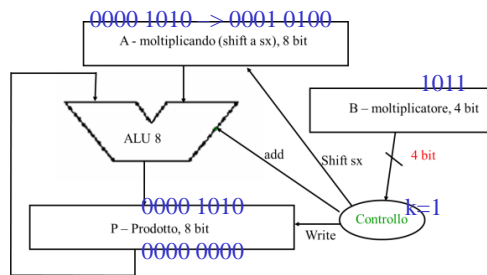 0000 1010 -> 0001 0100
A - moltiplicando (shift a sx), 8 bit
1011
B – moltiplicatore, 4 bit
ALU 8
add
Shift sx
4 bit
0000 1010
P – Prodotto, 8 bit
0000 0000
Write
Controllo
k=1